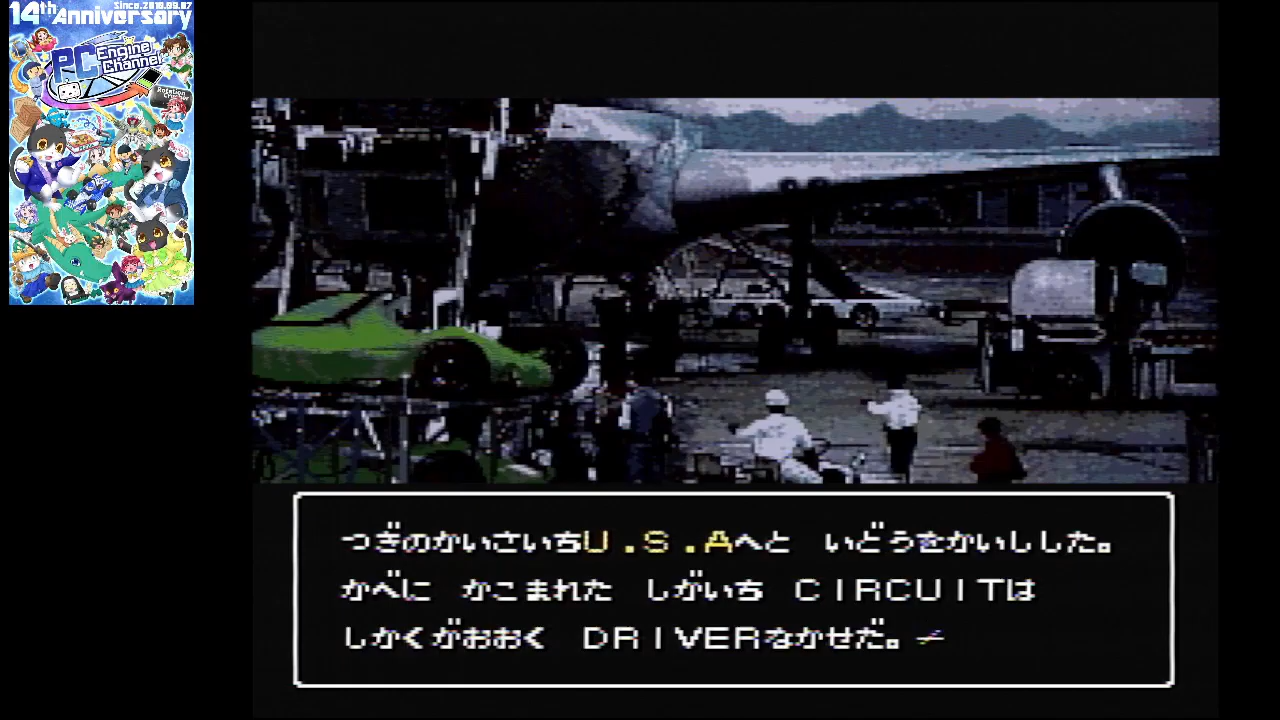 14th Anniversary
Since.2010.09.07
PC Engine Channel
つぎのかいさいちU.S.Aへと いどうをかいしした。
かべに かこまれた しがいち CIRCUITは
しかくがおおく DRIVERなかせだ。